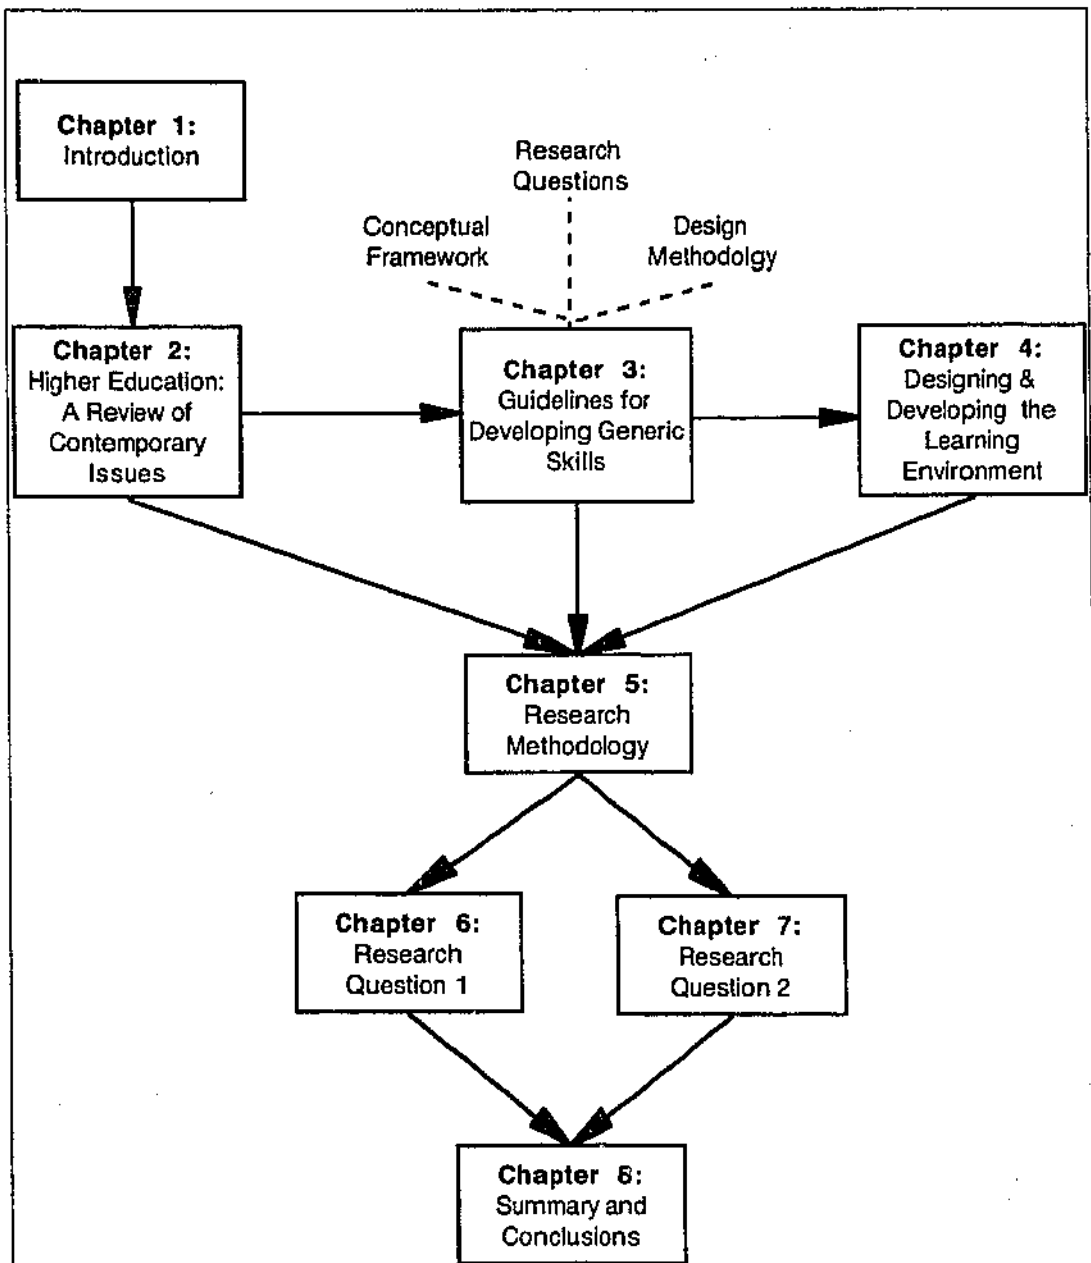 Chapter 1:
Introduction
Research
Questions
Conceptual
Framework
Design
Methodolgy
Chapter 2:
Higher Education:
A Review of
Contemporary
Issues
Chapter 3:
Guidelines for
Developing Generic
Skills
Chapter 4:
Designing &
Developing the
Learning
Environment
Chapter 5:
Research
Methodology
Chapter 6:
Research
Question 1
Chapter 7:
Research
Question 2
Chapter 8:
Summary and
Conclusions